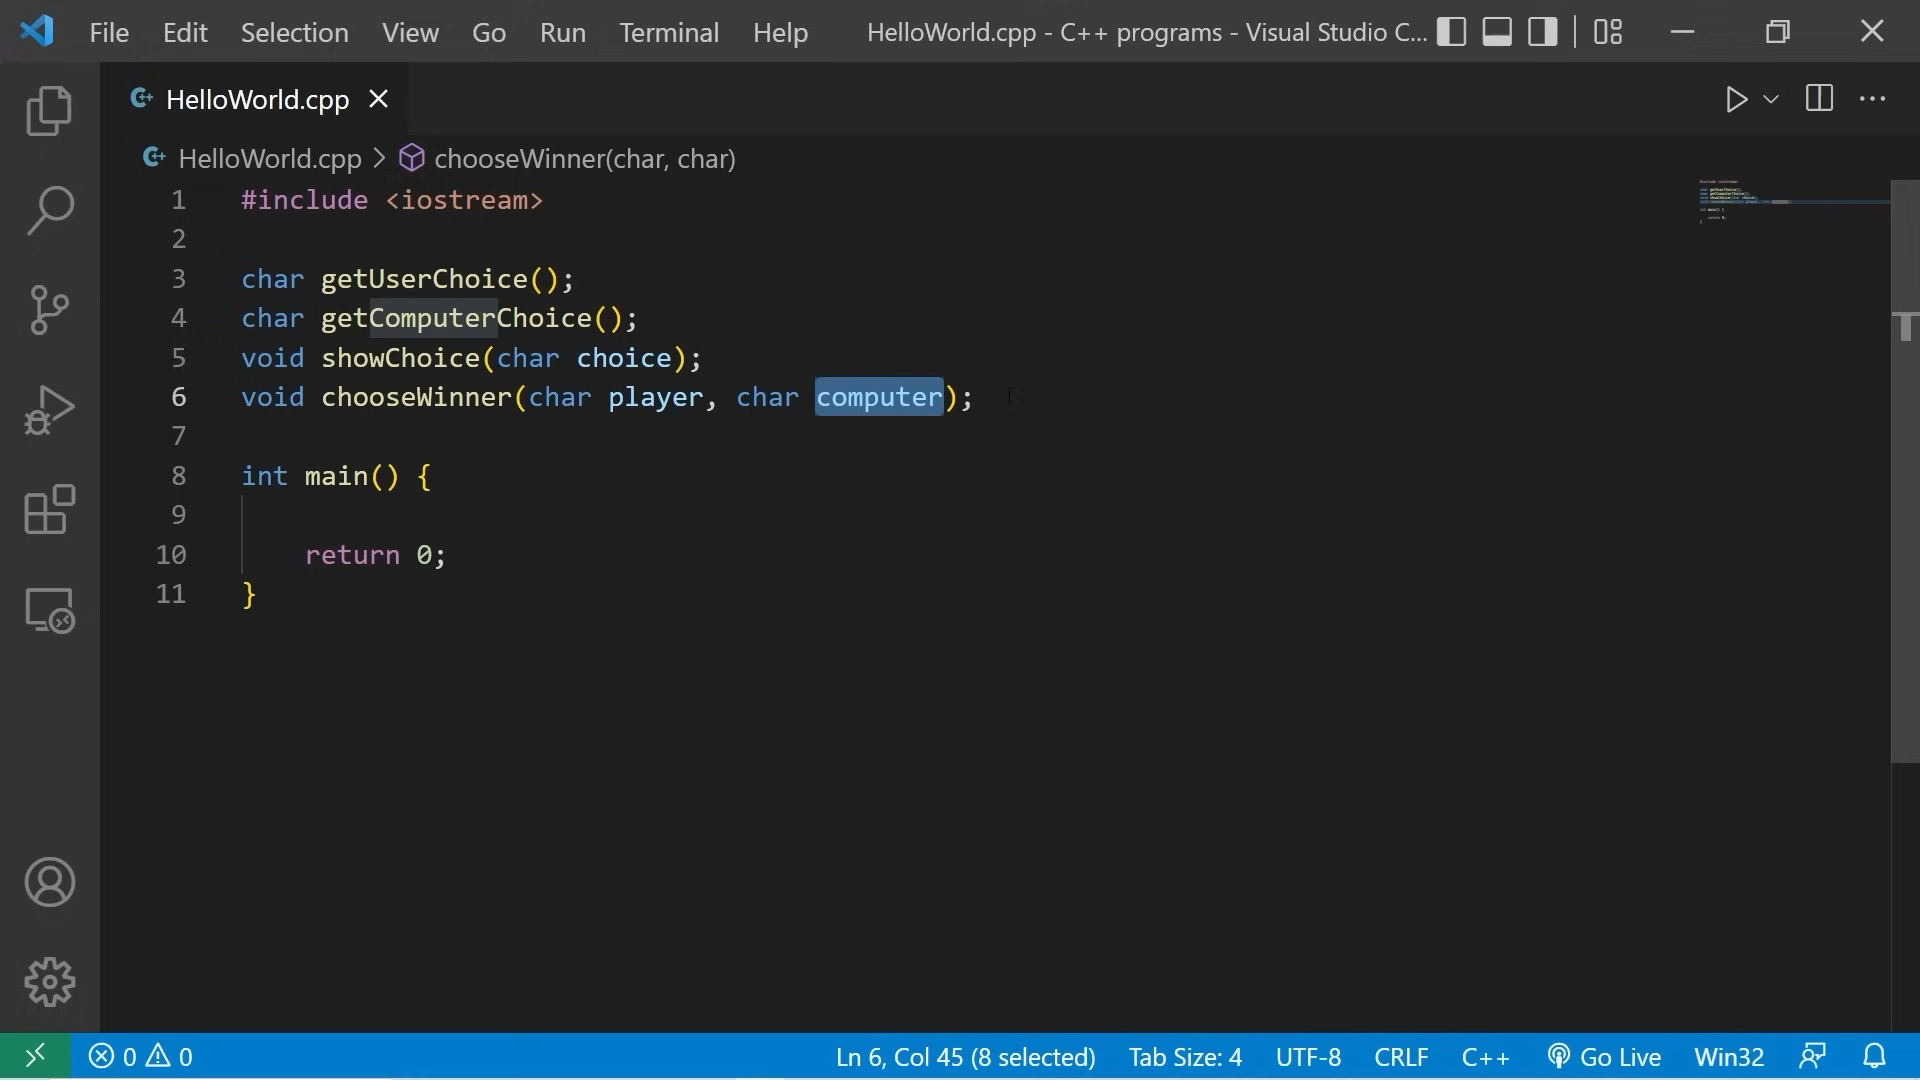 File Edit Selection View Go Run Terminal Help HelloWorld.cpp - C++ programs - Visual Studio C...
HelloWorld.cpp
HelloWorld.cpp > chooseWinner(char, char)
1 #include <iostream>
2
3 char getUserChoice();
4 char getComputerChoice();
5 void showChoice(char choice);
6 void chooseWinner(char player, char computer);
7
8 int main() {
9
10 return 0;
11 }
0 0 Ln 6, Col 45 (8 selected) Tab Size: 4 UTF-8 CRLF C++ Go Live Win32